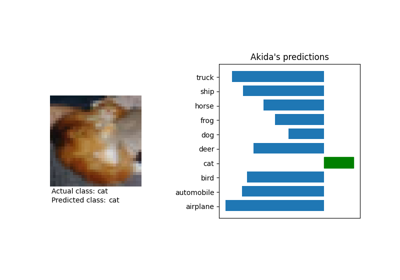 Akida's predictions
truck
ship
horse
frog
dog
deer
cat
bird
automobile
airplane
Actual class: cat
Predicted class: cat